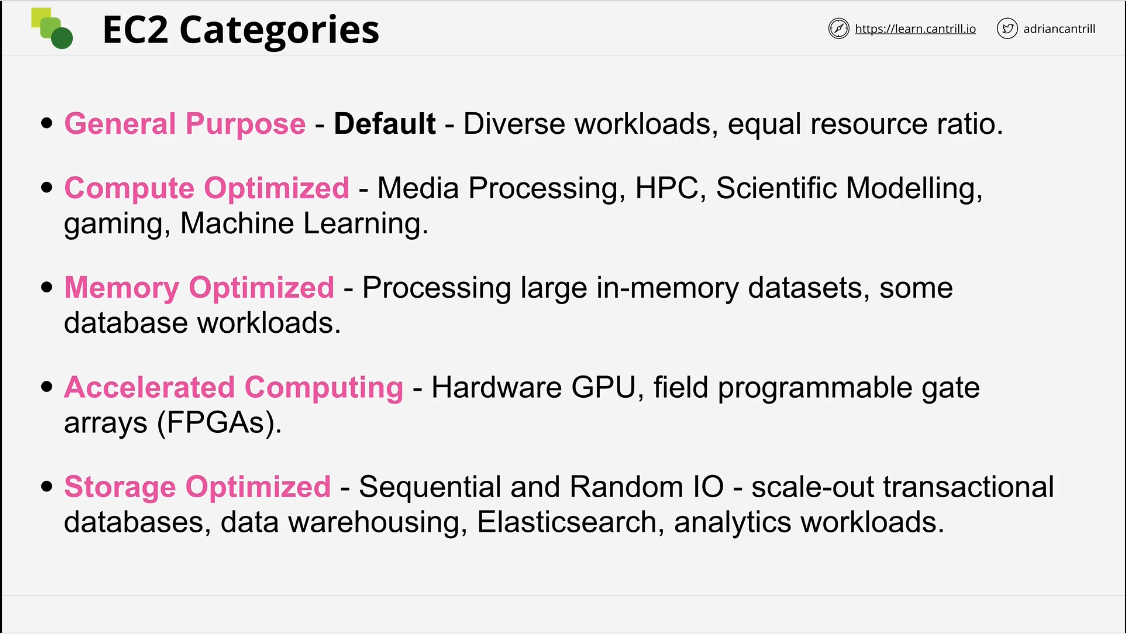 EC2 Categories
https://learn.cantrill.io
adriancantrill
• General Purpose - Default - Diverse workloads, equal resource ratio.
• Compute Optimized - Media Processing, HPC, Scientific Modelling,
gaming, Machine Learning.
• Memory Optimized - Processing large in-memory datasets, some
database workloads.
• Accelerated Computing - Hardware GPU, field programmable gate
arrays (FPGAs).
• Storage Optimized - Sequential and Random IO - scale-out transactional
databases, data warehousing, Elasticsearch, analytics workloads.